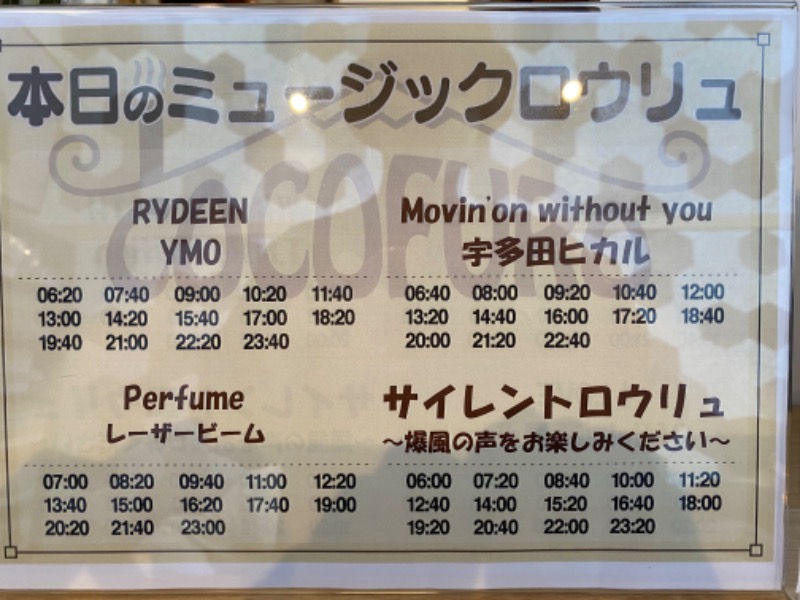 本日のミュージックロウリュ
COCOFURO
RYDEEN
YMO
06:20 07:40 09:00 10:20 11:40
13:00 14:20 15:40 17:00 18:20
19:40 21:00 22:20 23:40
Movin'on without you
宇多田ヒカル
06:40 08:00 09:20 10:40 12:00
13:20 14:40 16:00 17:20 18:40
20:00 21:20 22:40
Perfume
レーザービーム
07:00 08:20 09:40 11:00 12:20
13:40 15:00 16:20 17:40 19:00
20:20 21:40 23:00
サイレントロウリュ
～爆風の声をお楽しみください～
06:00 07:20 08:40 10:00 11:20
12:40 14:00 15:20 16:40 18:00
19:20 20:40 22:00 23:20